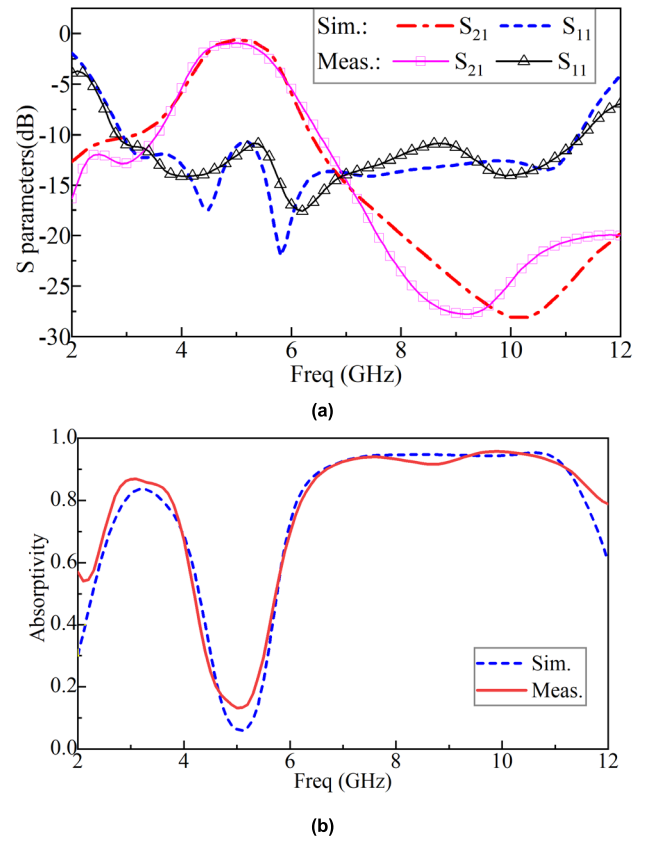 Sim.: S21 S11
Meas.: S21 S11
0
-5
-10
-15
-20
-25
-30
S parameters(dB)
2 4 6 8 10 12
Freq (GHz)
(a)
1.0
0.8
0.6
0.4
0.2
0.0
Absorptivity
Sim.
Meas.
2 4 6 8 10 12
Freq (GHz)
(b)